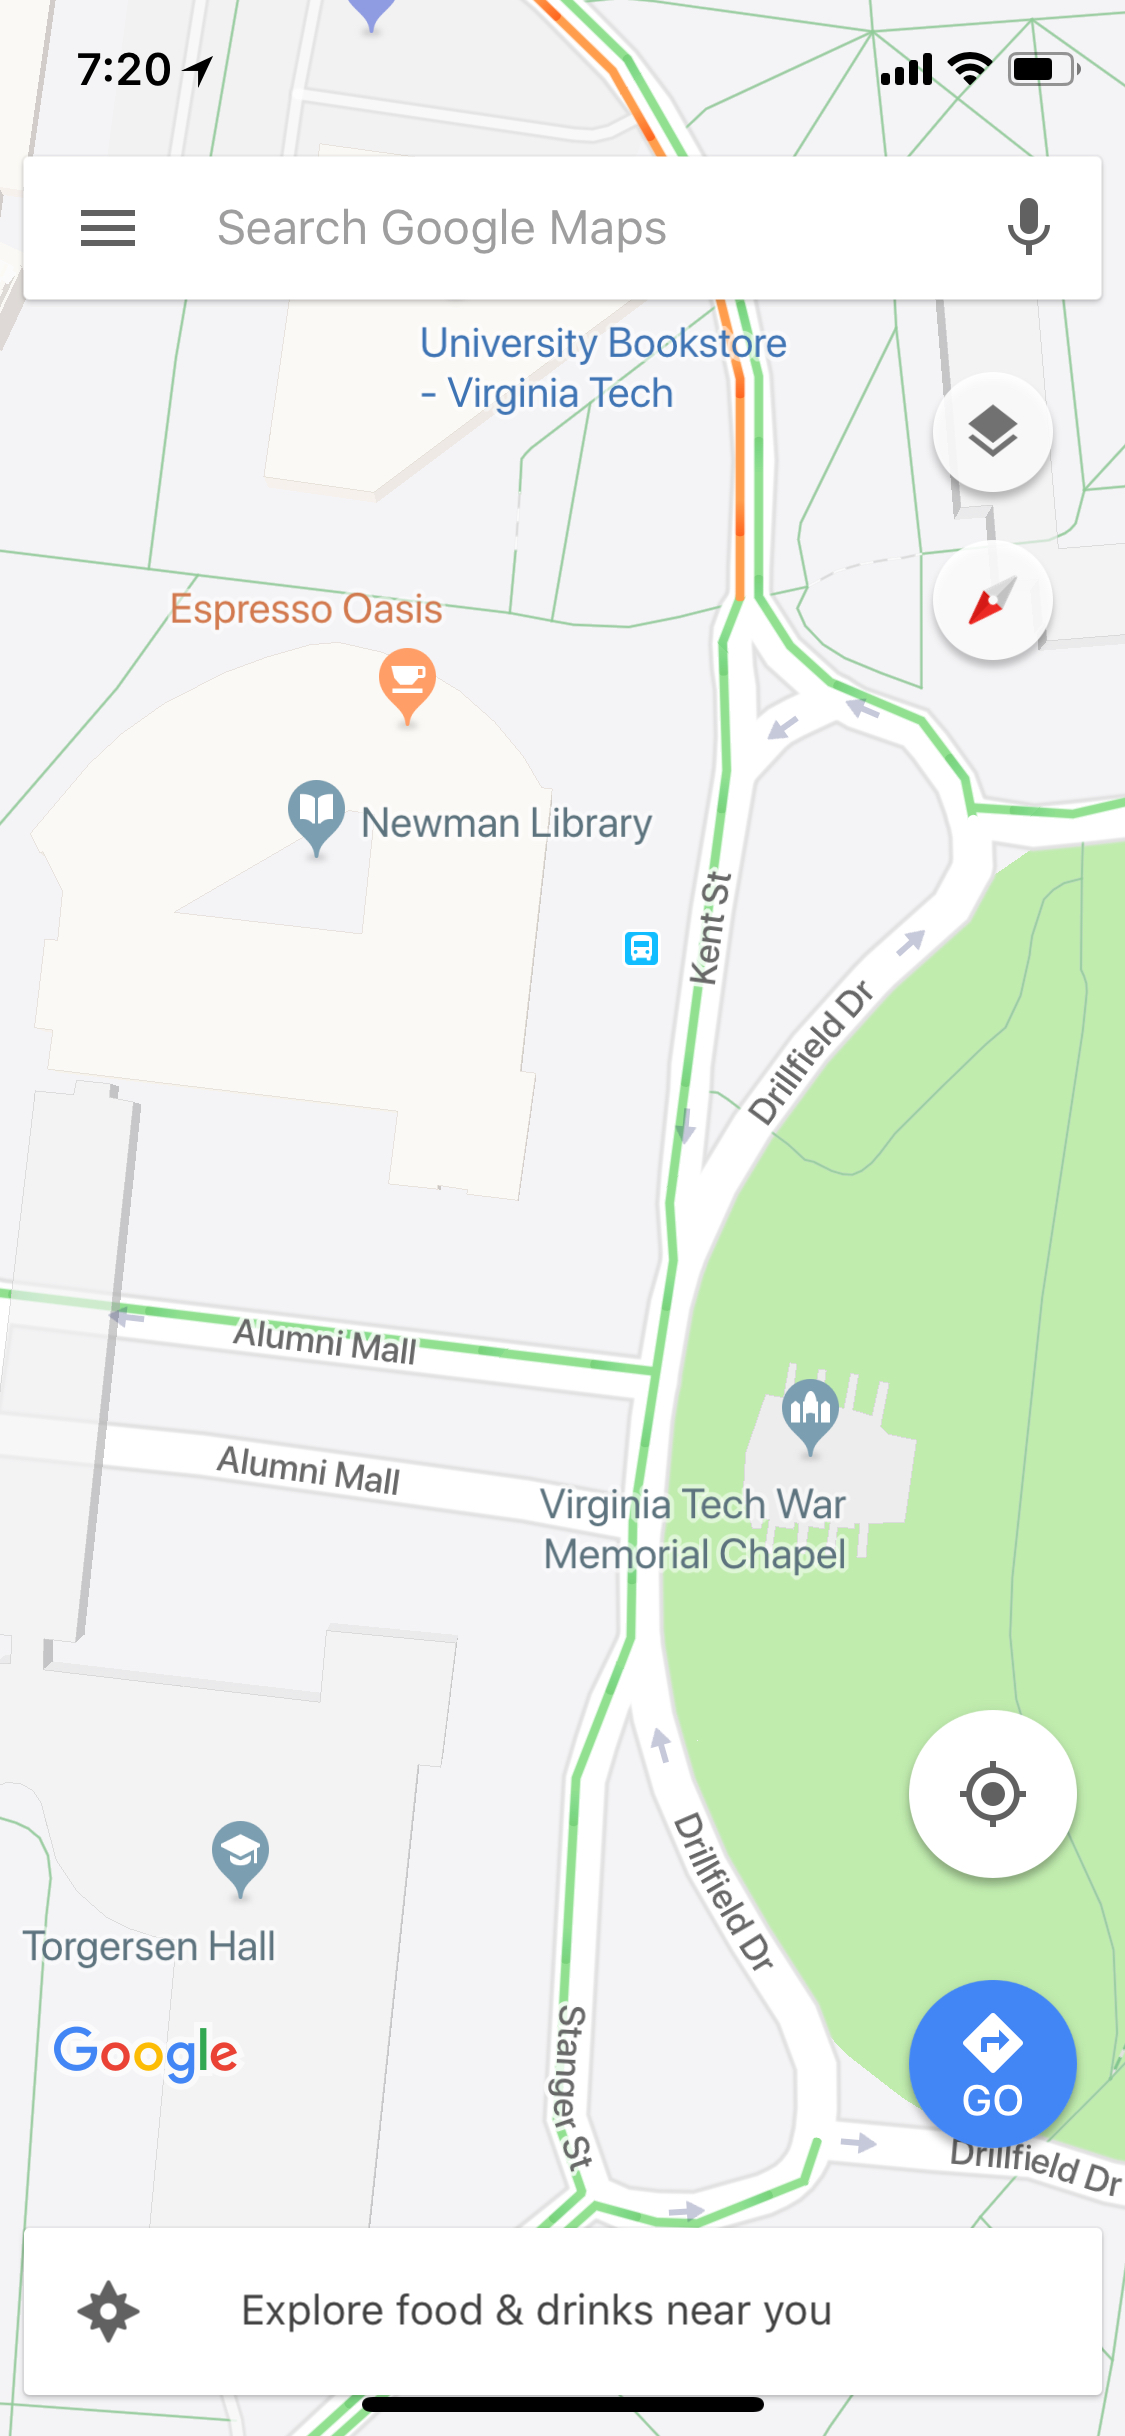 7:20
Search Google Maps
University Bookstore
- Virginia Tech
Espresso Oasis
Newman Library
Kent St
Drillfield Dr
Alumni Mall
Alumni Mall
Virginia Tech War
Memorial Chapel
Drillfield Dr
Torgersen Hall
Stanger St
Google
GO
Drillfield Dr
Explore food & drinks near you